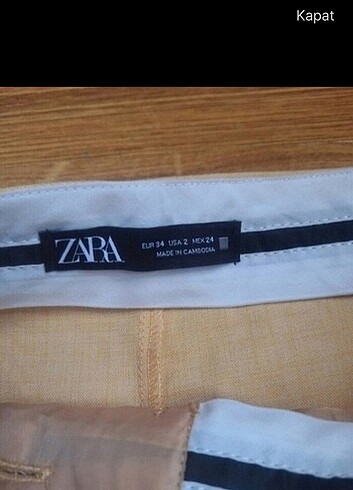 Kapat
ZARA
EUR 34 USA 2 MEX 24
MADE IN CAMBODIA